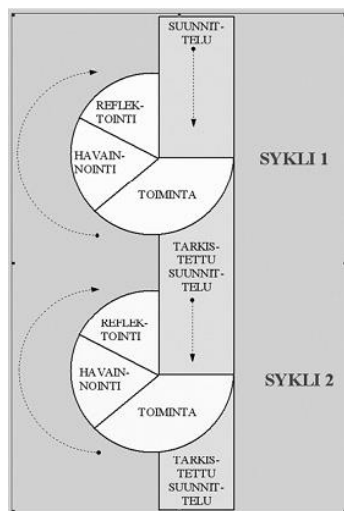 SUUNNIT-
TELU
REFLEK-
TOINTI
HAVAIN-
NOINTI
SYKLI 1
TOIMINTA
TARKIS-
TETTU
SUUNNIT-
TELU
REFLEK-
TOINTI
HAVAIN-
NOINTI
SYKLI 2
TOIMINTA
TARKIS-
TETTU
SUUNNIT-
TELU